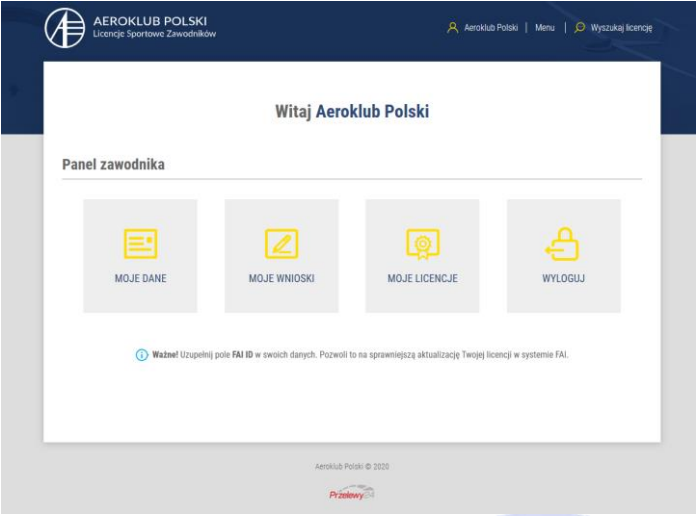 AEROKLUB POLSKI
Licencje Sportowe Zawodników
Aeroklub Polski | Menu | Wyszukaj licencję
Witaj Aeroklub Polski
Panel zawodnika
MOJE DANE
MOJE WNIOSKI
MOJE LICENCJE
WYLOGUJ
Ważne! Uzupełnij pole FAI ID w swoich danych. Pozwoli to na sprawniejszą aktualizację Twojej licencji w systemie FAI.
Aeroklub Polski © 2020
Przelewy24